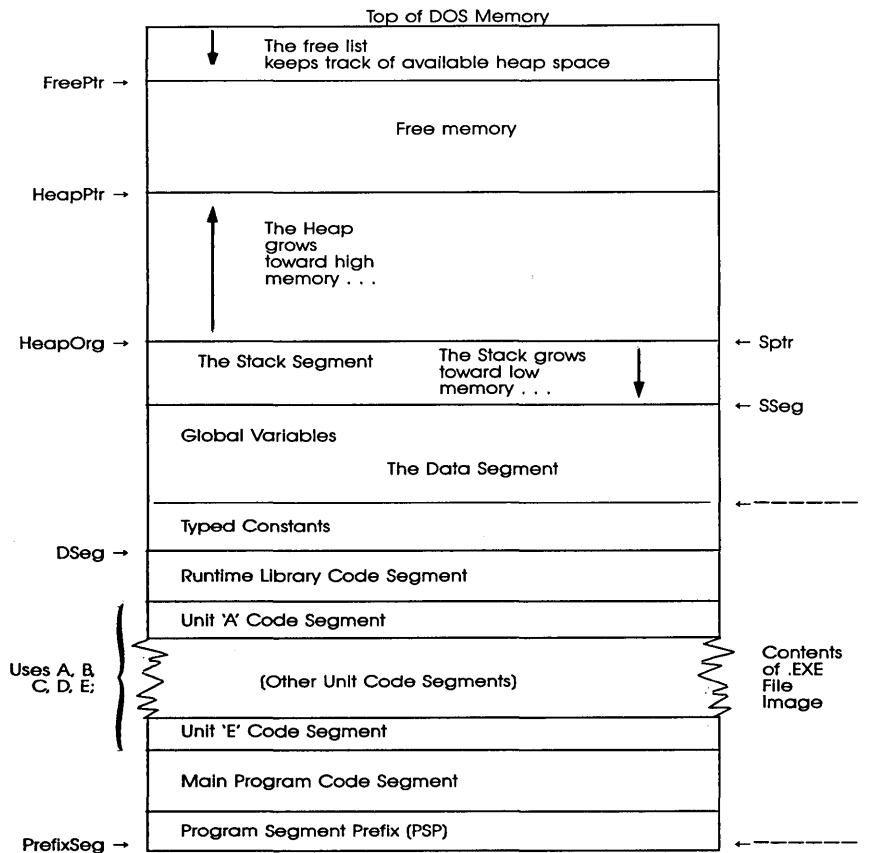 Top of DOS Memory
The free list
keeps track of available heap space
FreePtr →
Free memory
HeapPtr →
The Heap
grows
toward high
memory . . .
HeapOrg →
← Sptr
The Stack Segment
The Stack grows
toward low
memory . . .
← SSeg
Global Variables
The Data Segment
Typed Constants
DSeg →
Runtime Library Code Segment
Unit 'A' Code Segment
Uses A, B,
C, D, E;
(Other Unit Code Segments)
Contents
of .EXE
File
Image
Unit 'E' Code Segment
Main Program Code Segment
Program Segment Prefix (PSP)
PrefixSeg →